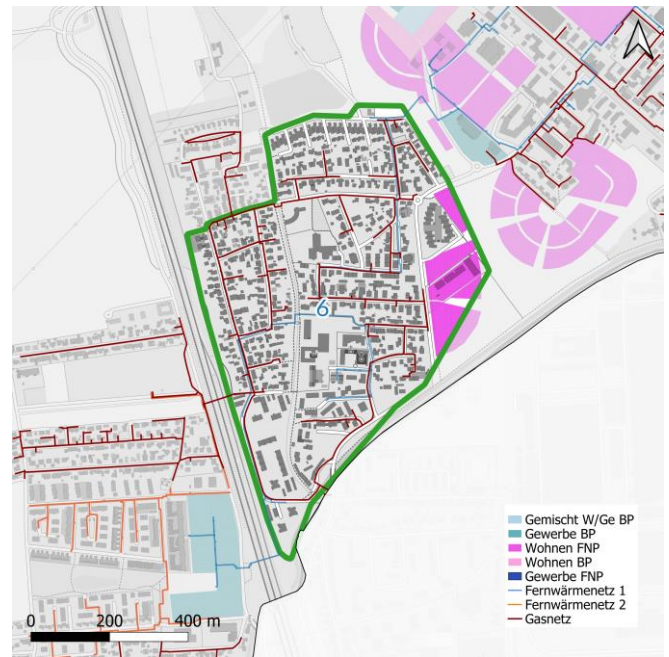 6
Gemischt W/Ge BP
Gewerbe BP
Wohnen FNP
Wohnen BP
Gewerbe FNP
Fernwärmenetz 1
Fernwärmenetz 2
Gasnetz
0 200 400 m